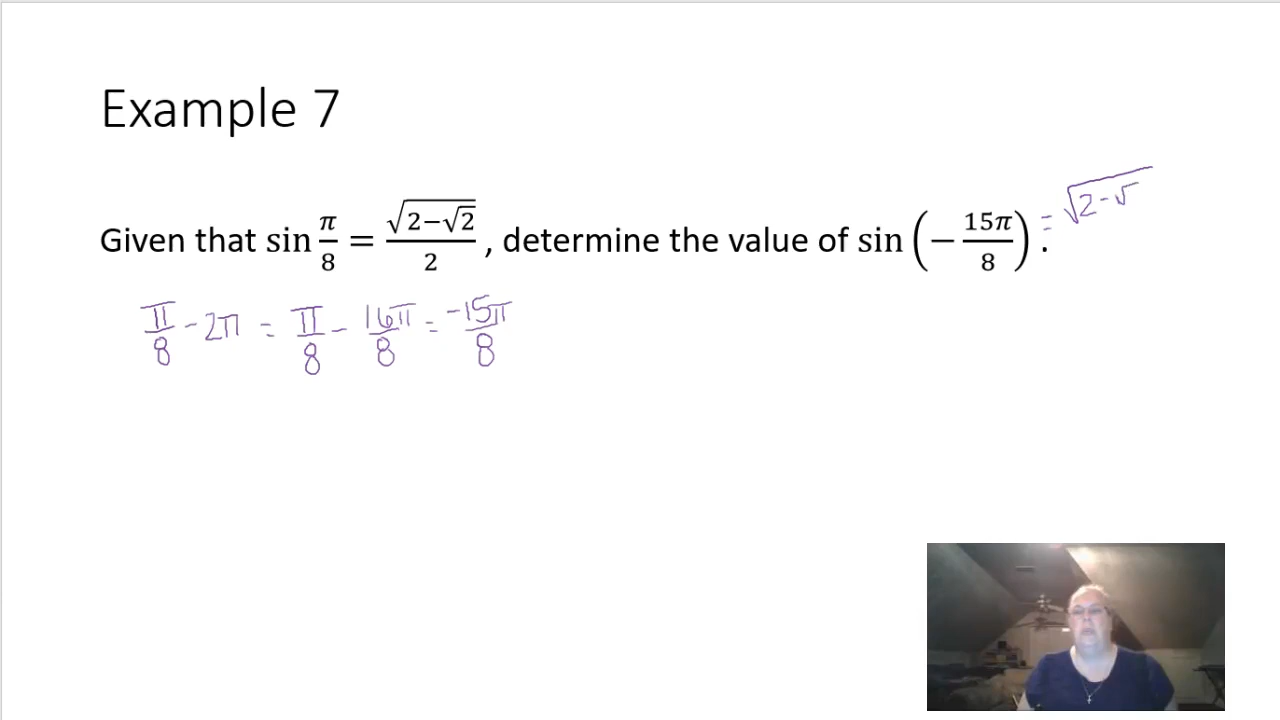 Example 7
Given that sin π/8 = √(2−√2)/2 , determine the value of sin (−15π/8) . = √(2-√
π/8 - 2π = π/8 - 16π/8 = -15π/8